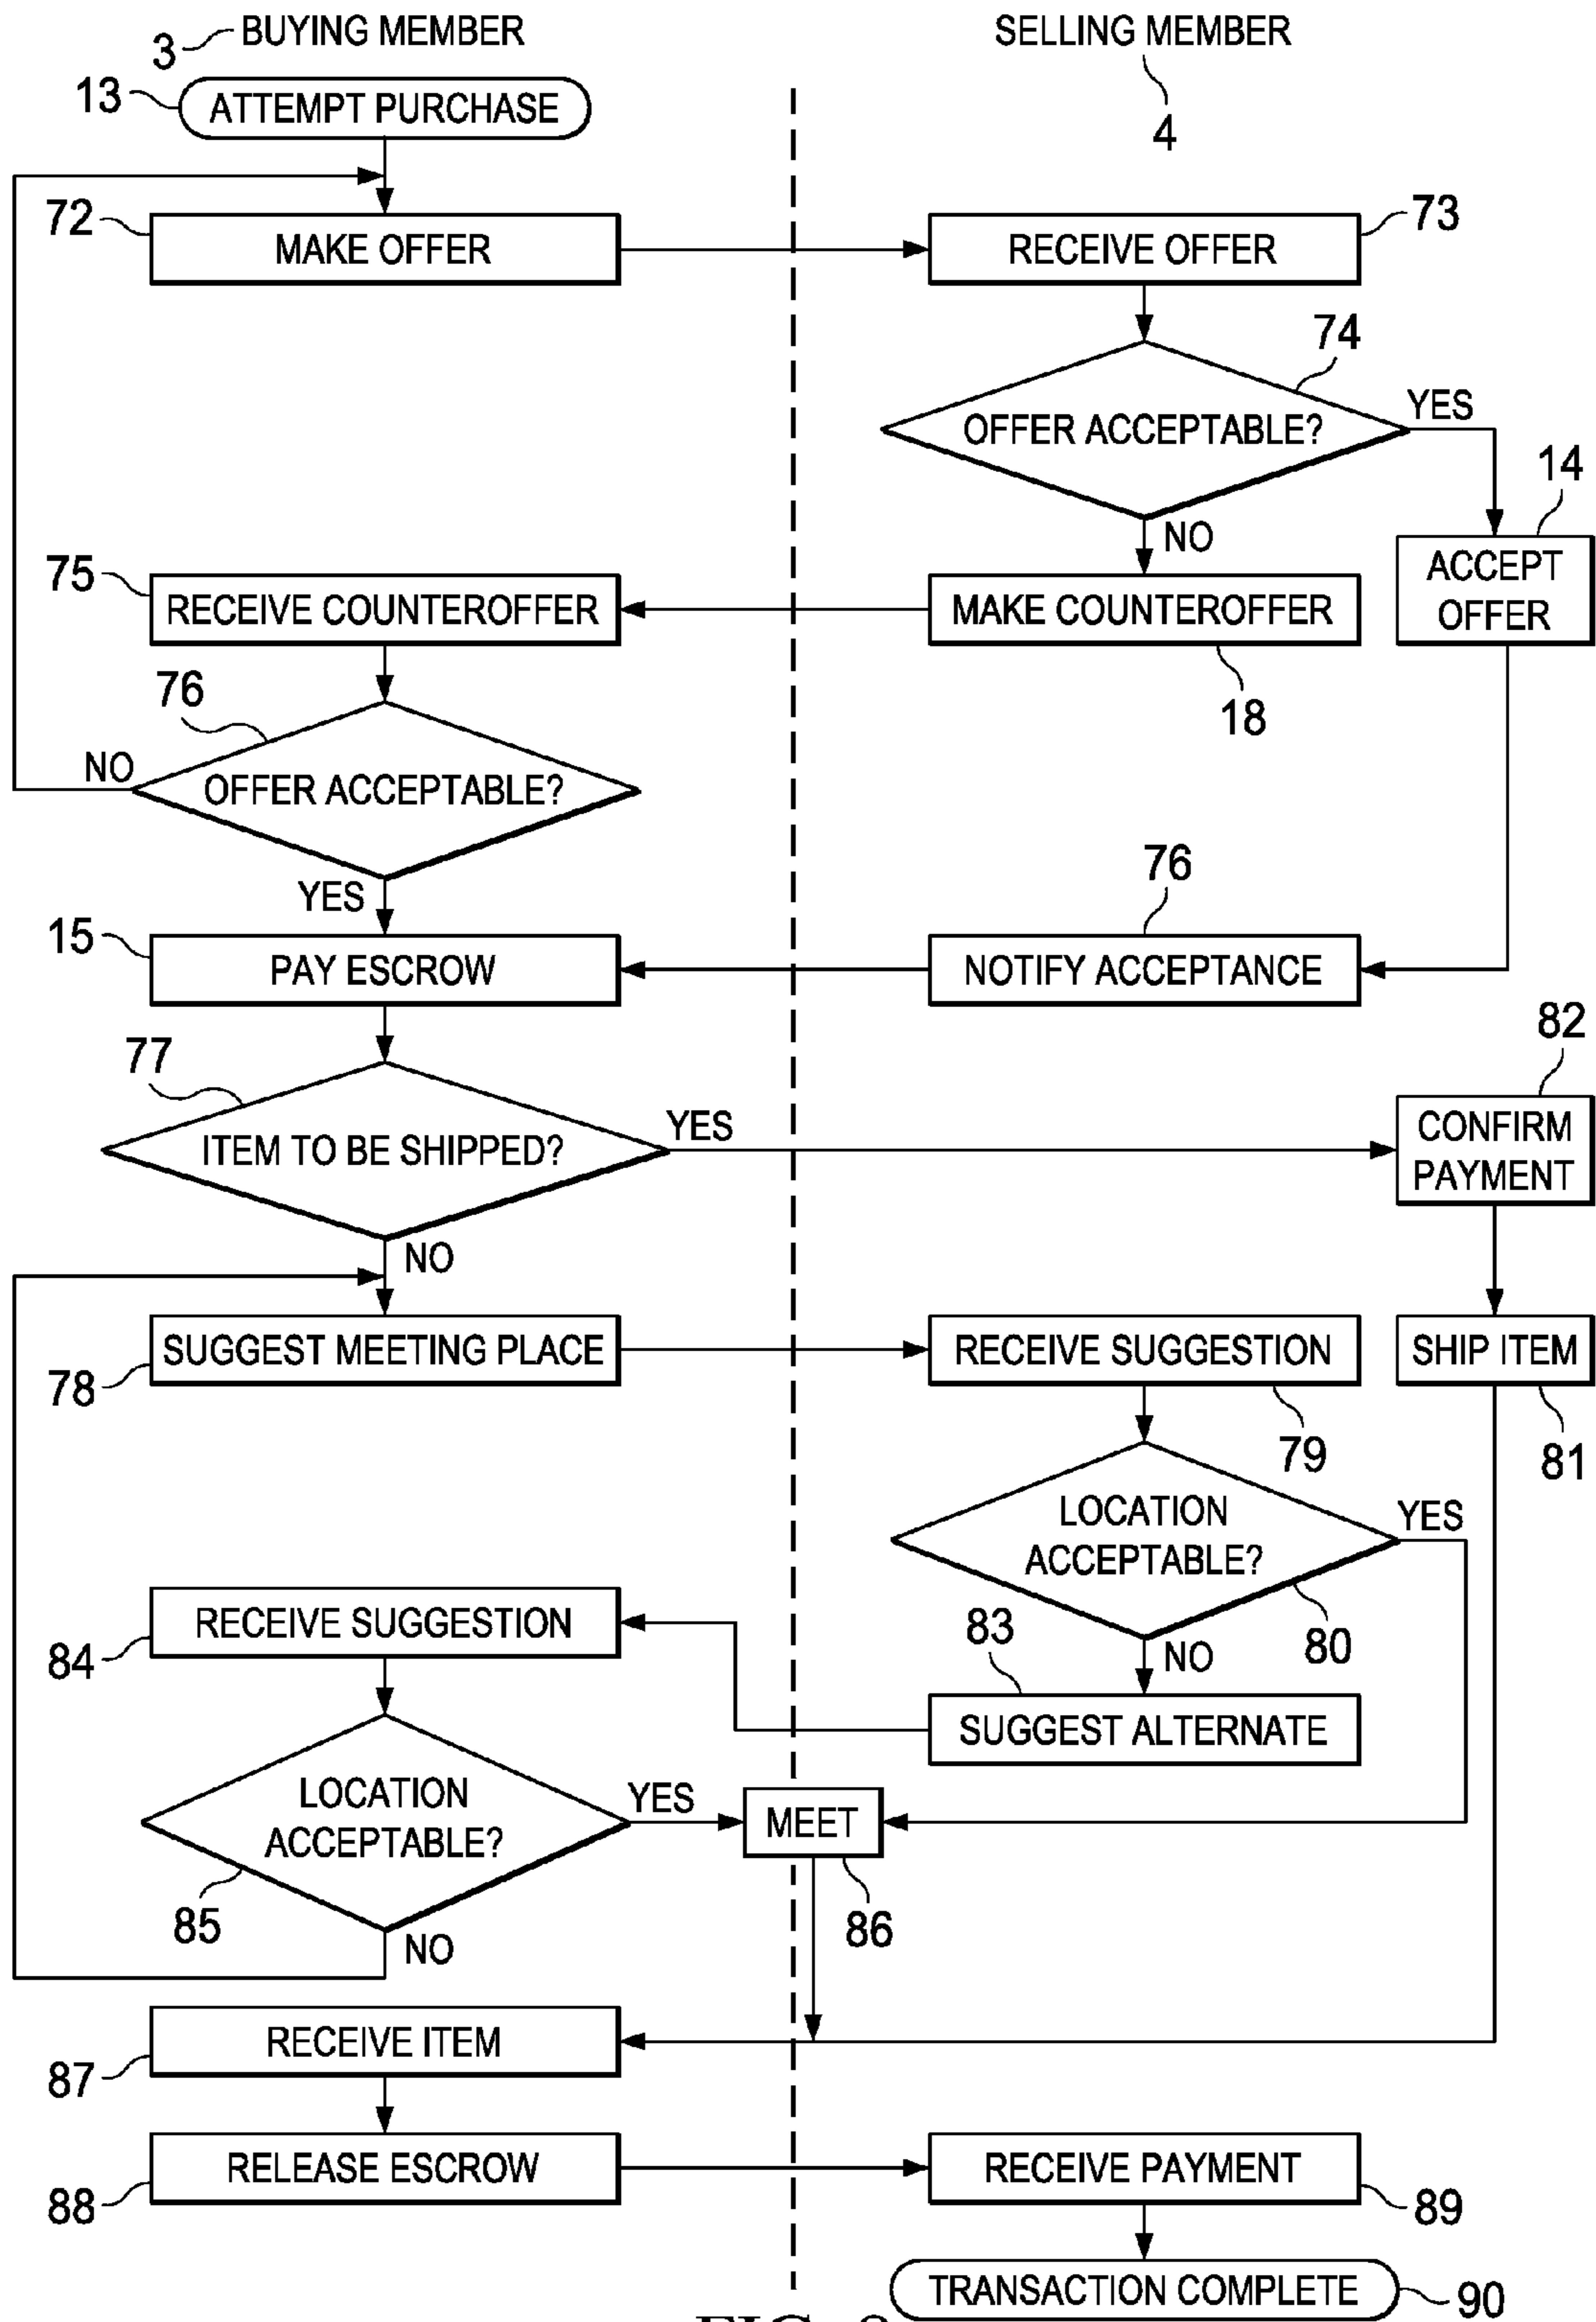 3 BUYING MEMBER
SELLING MEMBER
4
13 ATTEMPT PURCHASE
72 MAKE OFFER
RECEIVE OFFER 73
74
OFFER ACCEPTABLE?
YES
NO
14
ACCEPT
OFFER
75 RECEIVE COUNTEROFFER
MAKE COUNTEROFFER
18
76
OFFER ACCEPTABLE?
NO
YES
76
NOTIFY ACCEPTANCE
15 PAY ESCROW
77
ITEM TO BE SHIPPED?
YES
NO
82
CONFIRM
PAYMENT
78 SUGGEST MEETING PLACE
RECEIVE SUGGESTION
79
SHIP ITEM
81
LOCATION
ACCEPTABLE?
YES
80
NO
83
SUGGEST ALTERNATE
84 RECEIVE SUGGESTION
LOCATION
ACCEPTABLE?
YES
85
NO
MEET
86
87 RECEIVE ITEM
88 RELEASE ESCROW
RECEIVE PAYMENT 89
TRANSACTION COMPLETE 90